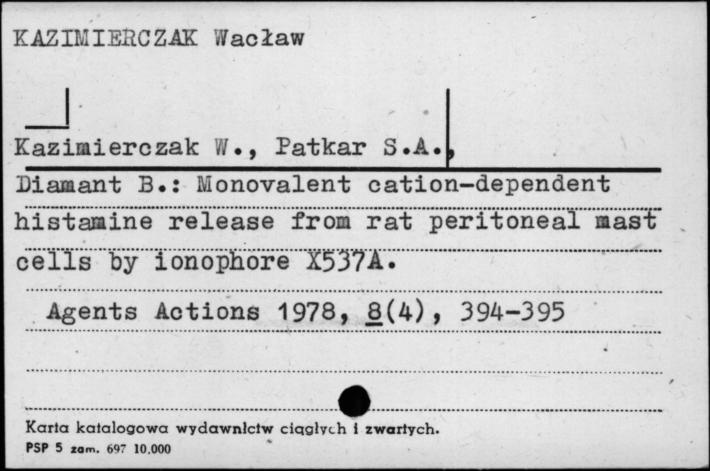 KAZIMIERCZAK Wacław
Kazimierczak W., Patkar S.A.,
Diamant B.: Monovalent cation-dependent
histamine release from rat peritoneal mast
cells by ionophore X537A.
Agents Actions 1978, 8(4), 394-395
Karta katalogowa wydawnictw ciągłych i zwartych.
PSP 5 zam. 697 10.000